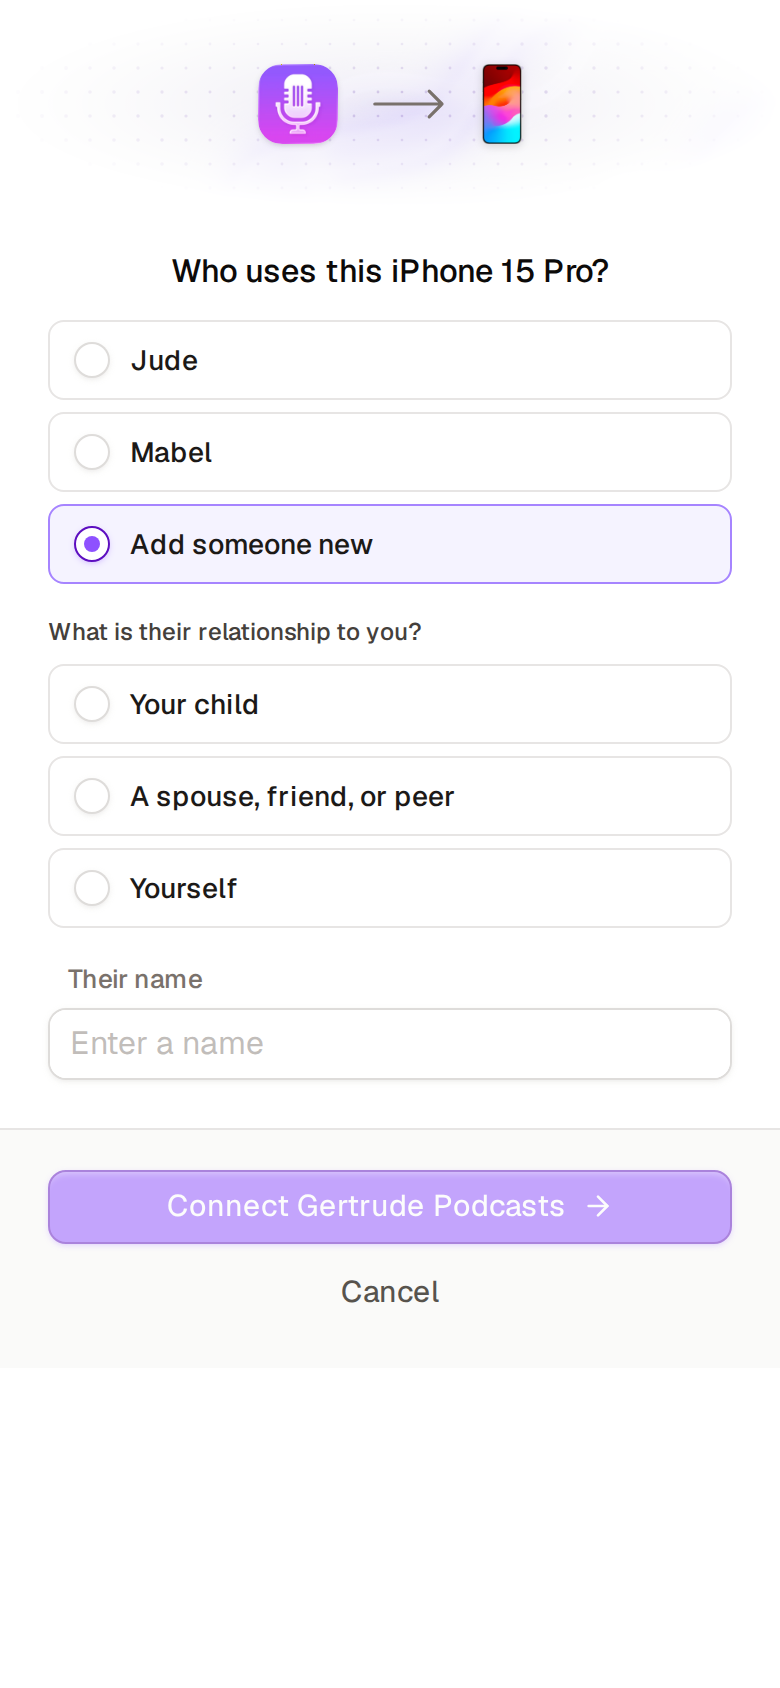 Who uses this iPhone 15 Pro?
Jude
Mabel
Add someone new
What is their relationship to you?
Your child
A spouse, friend, or peer
Yourself
Their name
Enter a name
Connect Gertrude Podcasts
Cancel